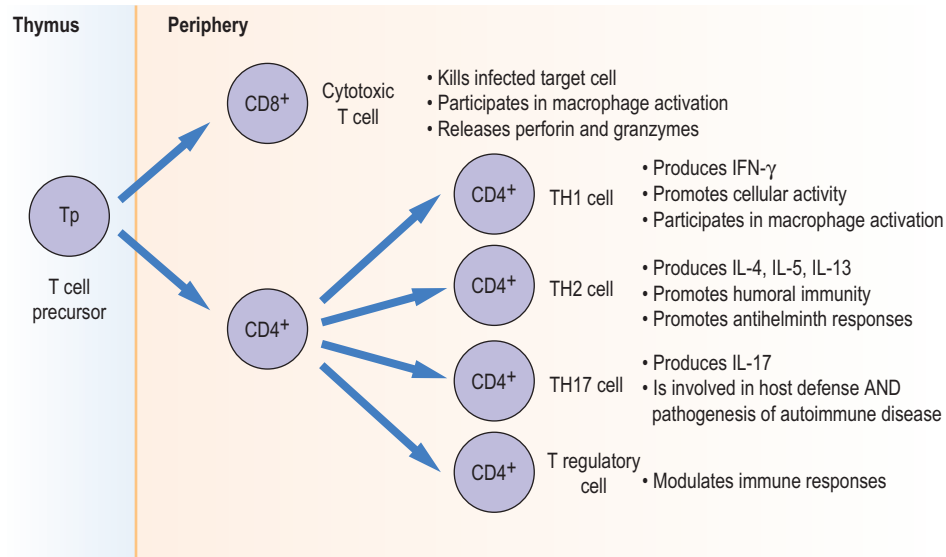 Thymus
Periphery
Tp
T cell
precursor
CD8+
Cytotoxic
T cell
• Kills infected target cell
• Participates in macrophage activation
• Releases perforin and granzymes
CD4+
CD4+
TH1 cell
• Produces IFN-γ
• Promotes cellular activity
• Participates in macrophage activation
CD4+
TH2 cell
• Produces IL-4, IL-5, IL-13
• Promotes humoral immunity
• Promotes antihelminth responses
CD4+
TH17 cell
• Produces IL-17
• Is involved in host defense AND
pathogenesis of autoimmune disease
CD4+
T regulatory
cell
• Modulates immune responses